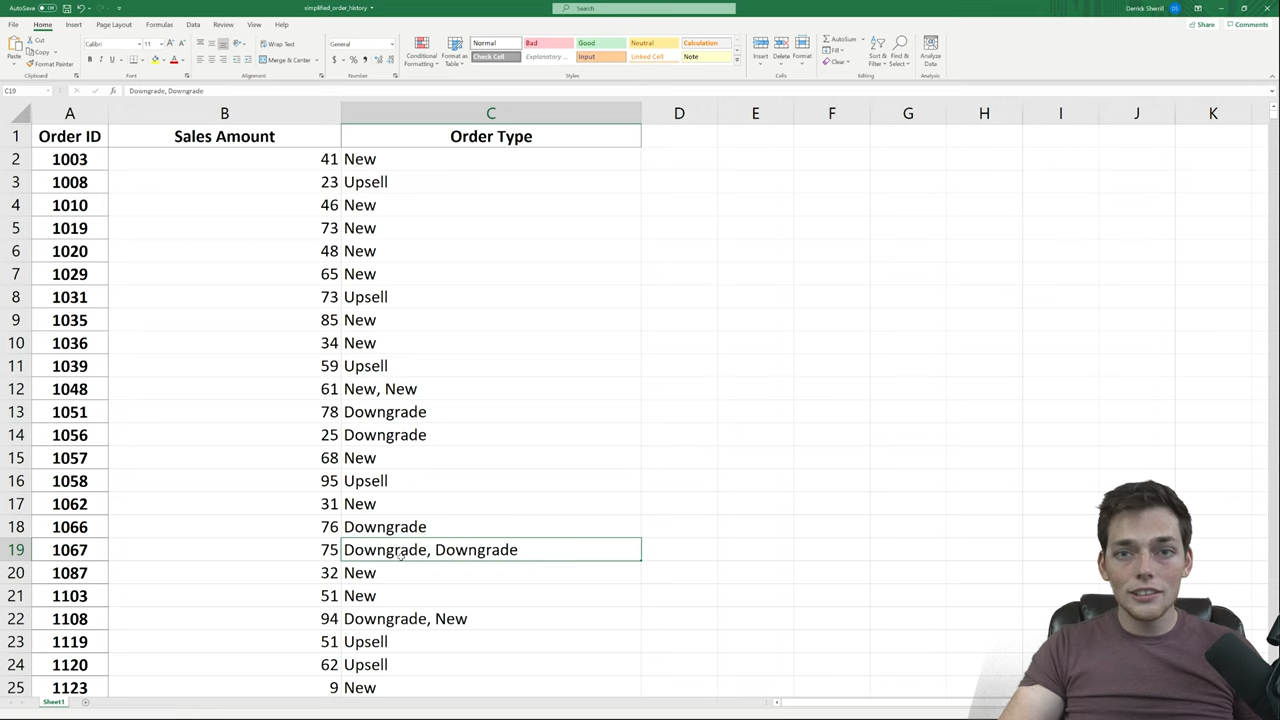 AutoSave Off simplified_order_history Search Derrick Sherrill DS
File Home Insert Page Layout Formulas Data Review View Help Share Comments
Cut Calibri 11 Wrap Text General Normal Bad Good Neutral Calculation AutoSum
Copy Fill
Paste Format Painter B I U Merge & Center $ % Conditional Formatting Format as Table Check Cell Explanatory ... Input Linked Cell Note Insert Delete Format Clear Sort & Filter Find & Select Analyze Data
Clipboard Font Alignment Number Styles Cells Editing Analysis
C19 fx Downgrade, Downgrade
A B C D E F G H I J K
1 Order ID Sales Amount Order Type
2 1003 41 New
3 1008 23 Upsell
4 1010 46 New
5 1019 73 New
6 1020 48 New
7 1029 65 New
8 1031 73 Upsell
9 1035 85 New
10 1036 34 New
11 1039 59 Upsell
12 1048 61 New, New
13 1051 78 Downgrade
14 1056 25 Downgrade
15 1057 68 New
16 1058 95 Upsell
17 1062 31 New
18 1066 76 Downgrade
19 1067 75 Downgrade, Downgrade
20 1087 32 New
21 1103 51 New
22 1108 94 Downgrade, New
23 1119 51 Upsell
24 1120 62 Upsell
25 1123 9 New
Sheet1